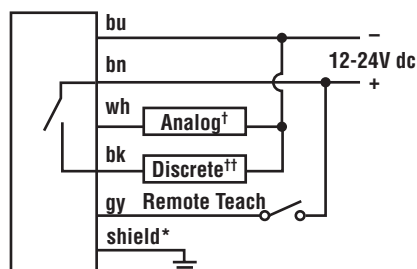 bu
−
bn
12-24V dc
+
wh
Analog†
bk
Discrete††
gy Remote Teach
shield*